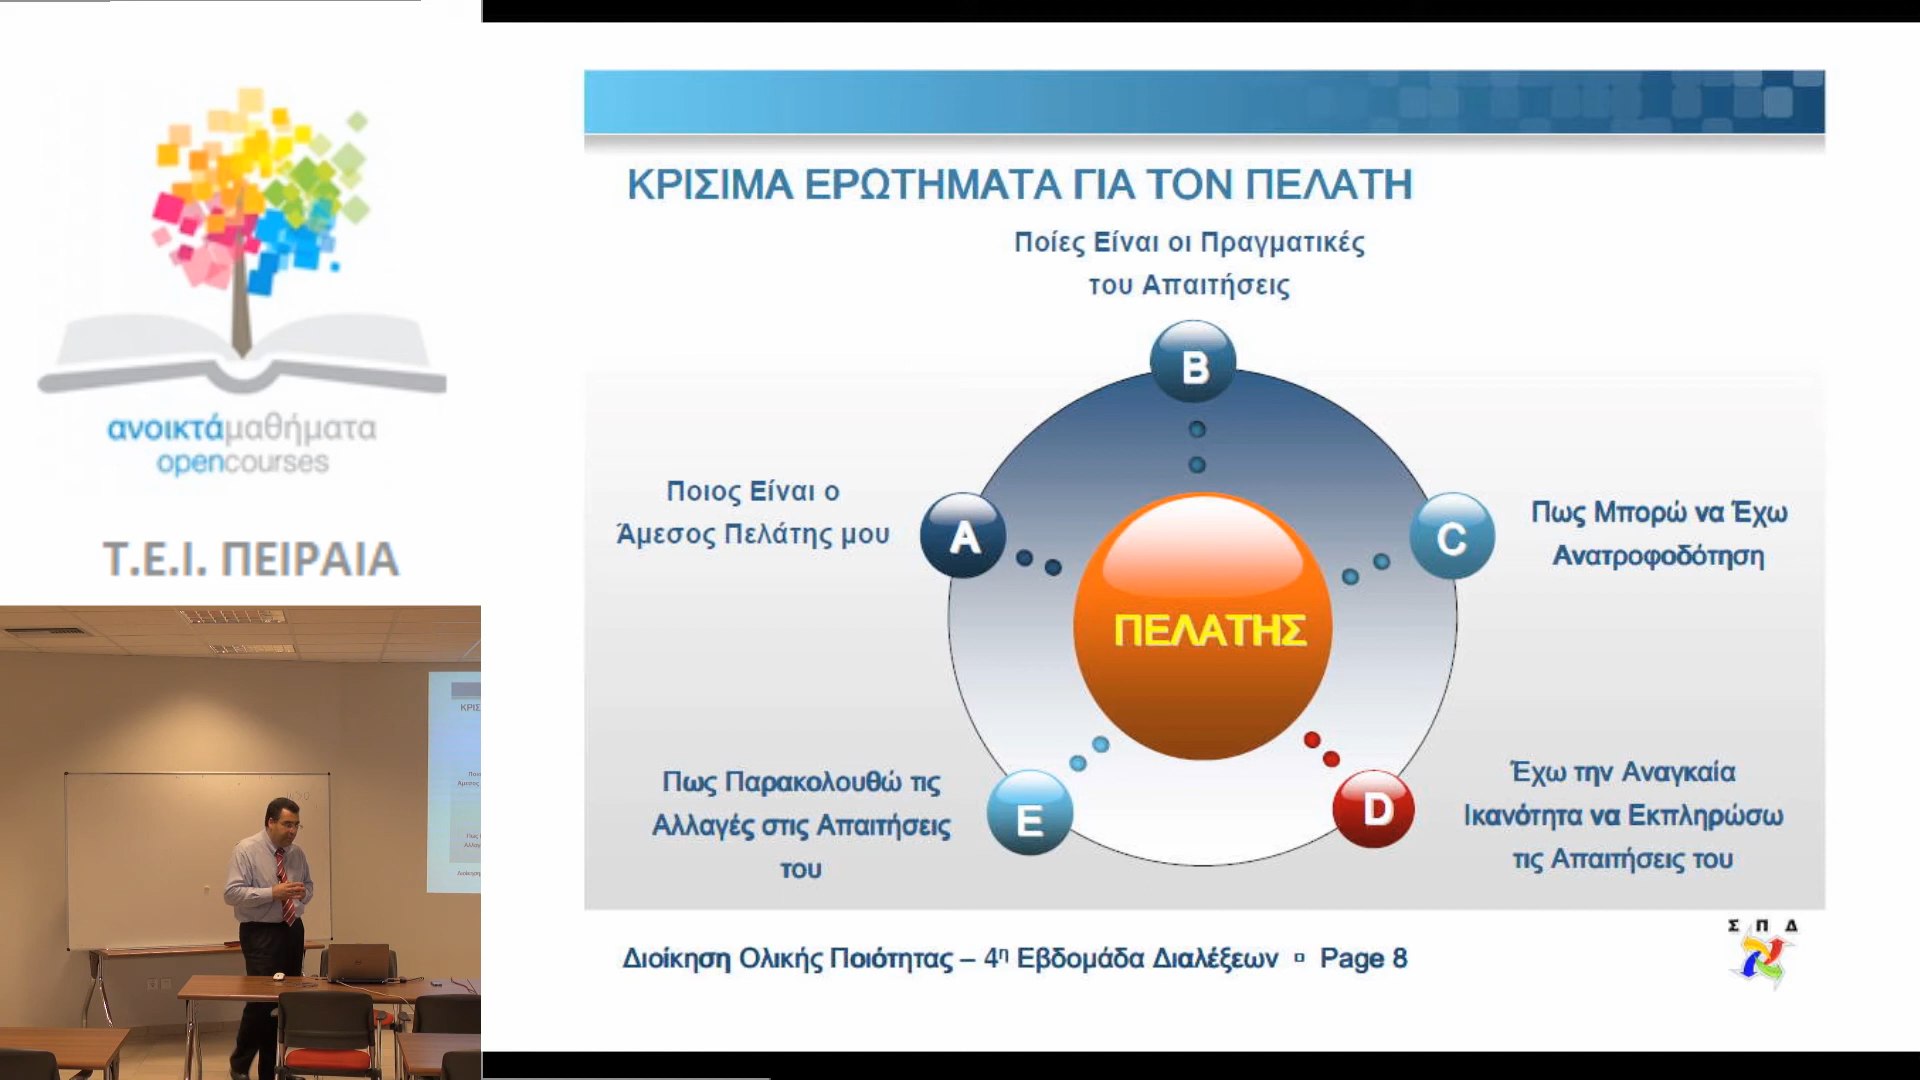 ανοικτάμαθήματα
opencourses
Τ.Ε.Ι. ΠΕΙΡΑΙΑ
ΚΡΙΣΙΜΑ ΕΡΩΤΗΜΑΤΑ ΓΙΑ ΤΟΝ ΠΕΛΑΤΗ
Ποίες Είναι οι Πραγματικές
του Απαιτήσεις
B
Ποιος Είναι ο
Άμεσος Πελάτης μου
A
C
Πως Μπορώ να Έχω
Ανατροφοδότηση
ΠΕΛΑΤΗΣ
Πως Παρακολουθώ τις
Αλλαγές στις Απαιτήσεις
του
E
D
Έχω την Αναγκαία
Ικανότητα να Εκπληρώσω
τις Απαιτήσεις του
Διοίκηση Ολικής Ποιότητας – 4η Εβδομάδα Διαλέξεων ▫ Page 8
Σ Π Δ
ΚΡΙΣ